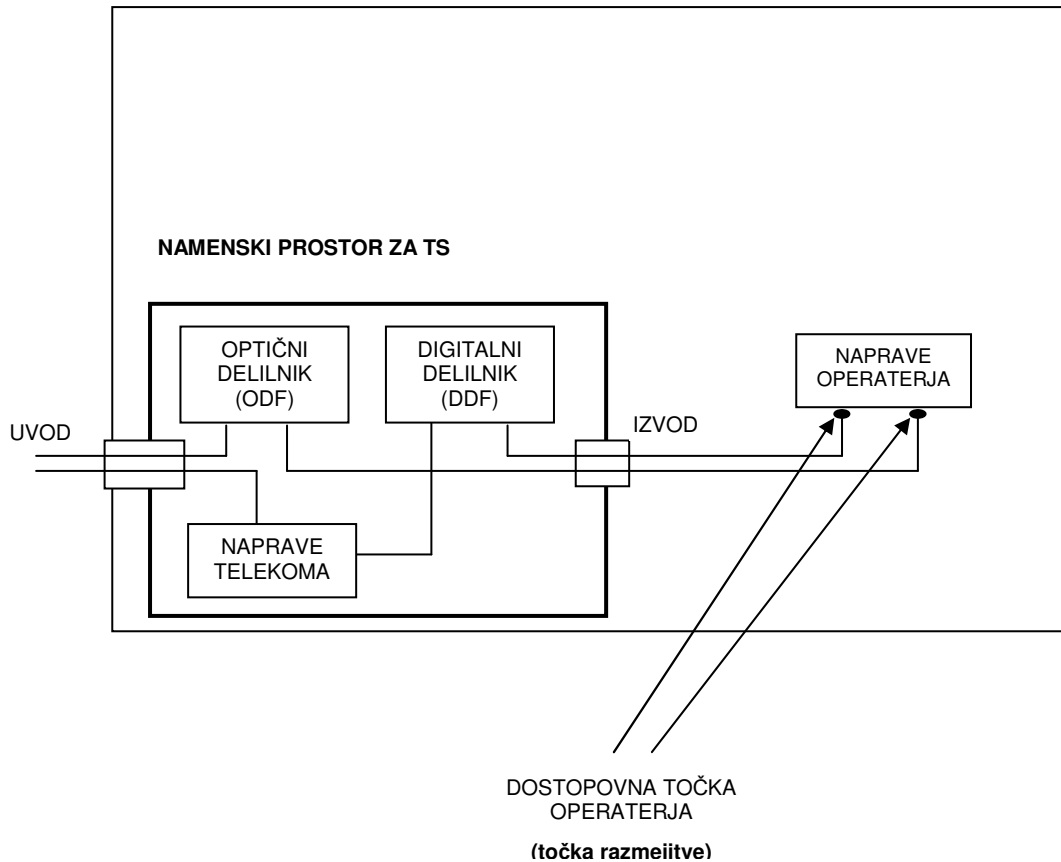 NAMENSKI PROSTOR ZA TS
OPTIČNI
DELILNIK
(ODF)
DIGITALNI
DELILNIK
(DDF)
NAPRAVE
OPERATERJA
UVOD
IZVOD
NAPRAVE
TELEKOMA
DOSTOPOVNA TOČKA
OPERATERJA
(točka razmejitve)